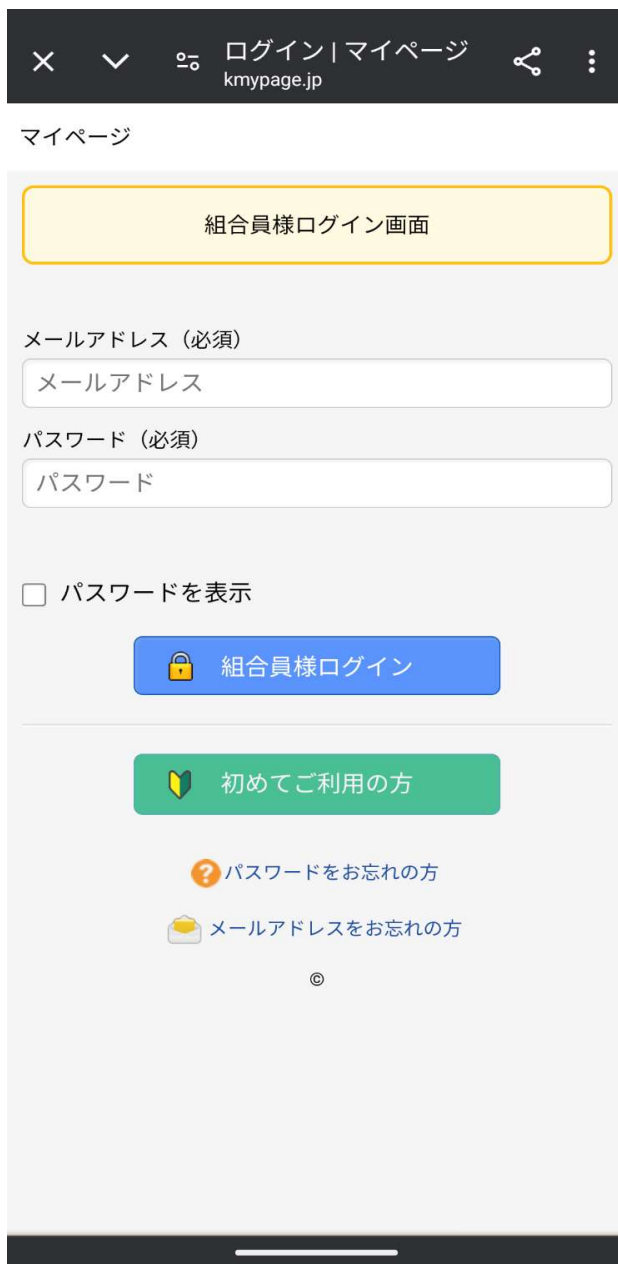 ログイン | マイページ
kmypage.jp
マイページ
組合員様ログイン画面
メールアドレス（必須）
メールアドレス
パスワード（必須）
パスワード
パスワードを表示
組合員様ログイン
初めてご利用の方
パスワードをお忘れの方
メールアドレスをお忘れの方
©